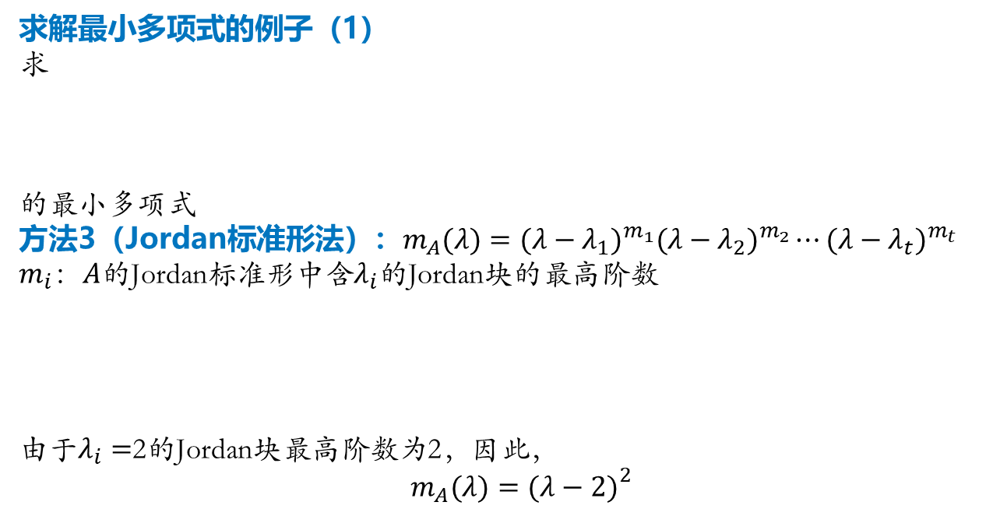 求解最小多项式的例子（1）
求
的最小多项式
方法3（Jordan标准形法）： $m_A(\lambda) = (\lambda - \lambda_1)^{m_1}(\lambda - \lambda_2)^{m_2} \cdots (\lambda - \lambda_t)^{m_t}$
$m_i$： $A$的Jordan标准形中含$\lambda_i$的Jordan块的最高阶数
由于$\lambda_i$ =2的Jordan块最高阶数为2，因此，
$m_A(\lambda) = (\lambda - 2)^2$